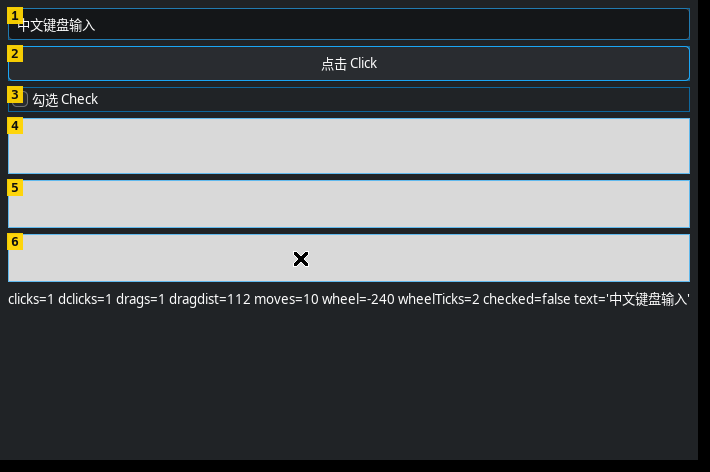 1
中文键盘输入
2
点击 Click
3
勾选 Check
4
5
6
clicks=1 dclicks=1 drags=1 dragdist=112 moves=10 wheel=-240 wheelTicks=2 checked=false text='中文键盘输入'